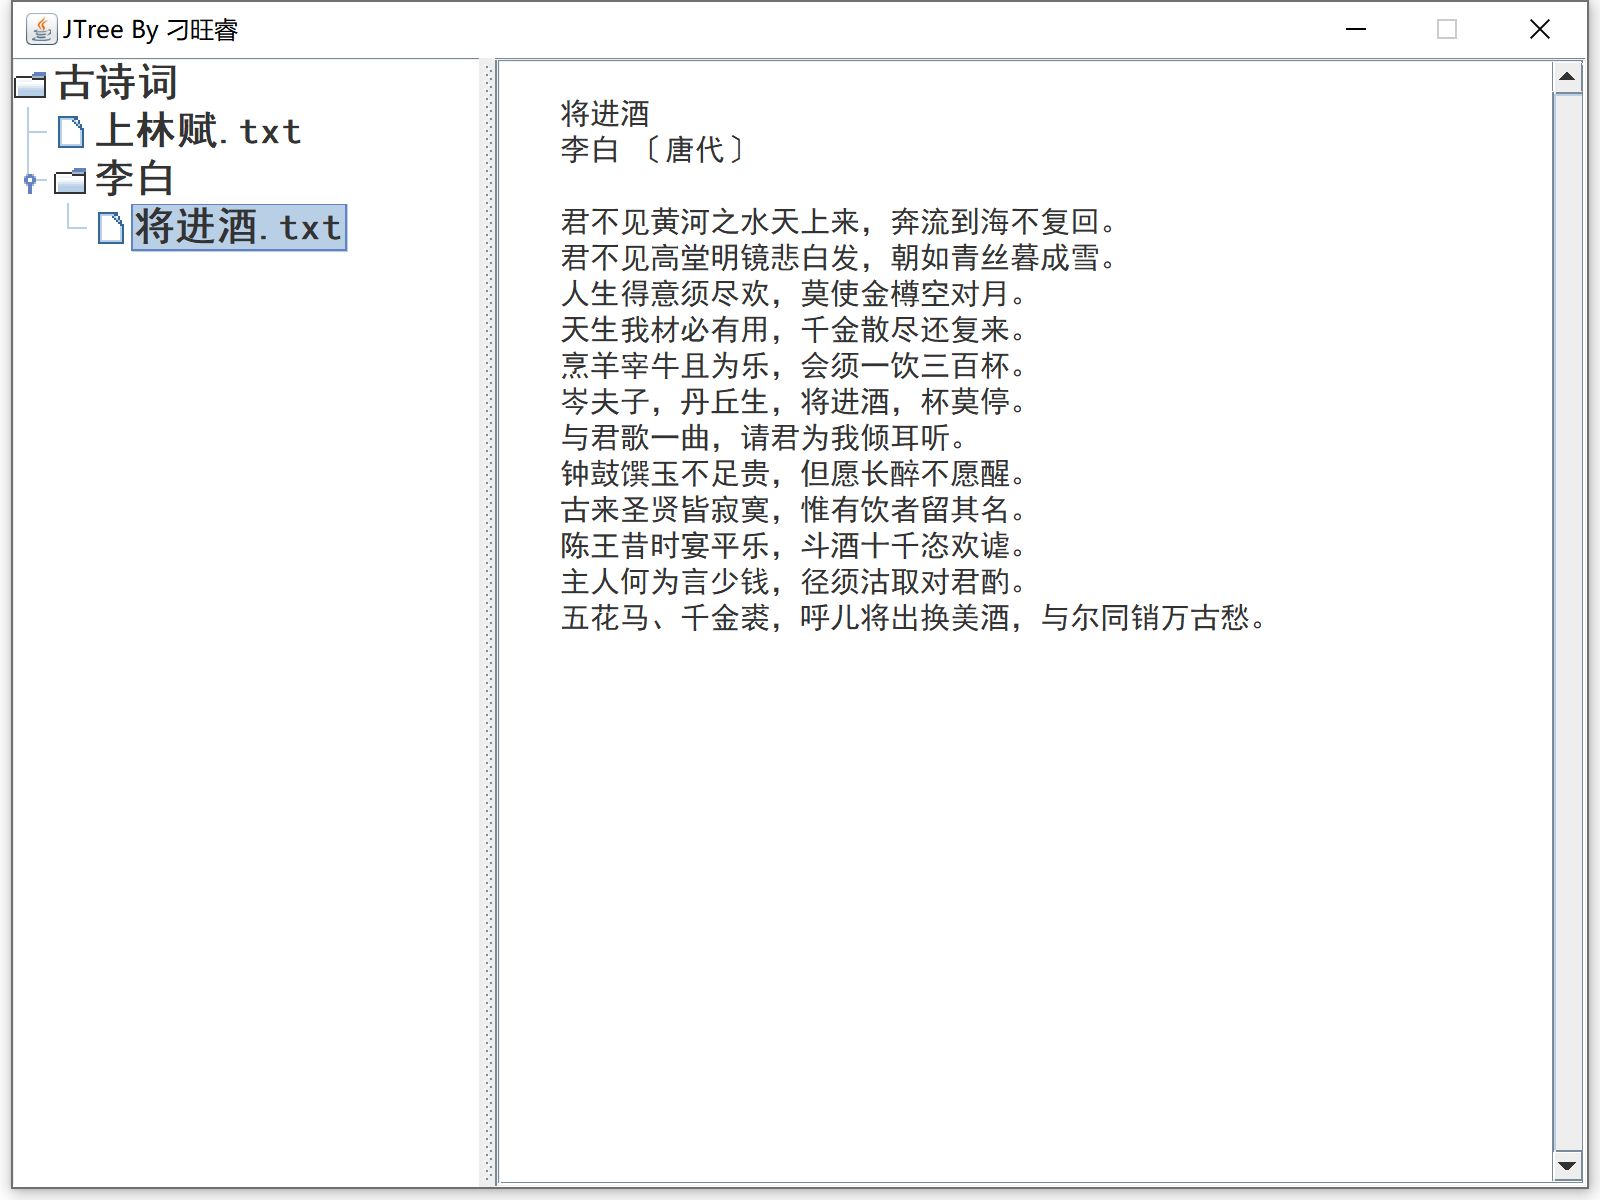 JTree By 刁旺睿
古诗词
上林赋.txt
李白
将进酒.txt
将进酒
李白 〔唐代〕
君不见黄河之水天上来，奔流到海不复回。
君不见高堂明镜悲白发，朝如青丝暮成雪。
人生得意须尽欢，莫使金樽空对月。
天生我材必有用，千金散尽还复来。
烹羊宰牛且为乐，会须一饮三百杯。
岑夫子，丹丘生，将进酒，杯莫停。
与君歌一曲，请君为我倾耳听。
钟鼓馔玉不足贵，但愿长醉不愿醒。
古来圣贤皆寂寞，惟有饮者留其名。
陈王昔时宴平乐，斗酒十千恣欢谑。
主人何为言少钱，径须沽取对君酌。
五花马、千金裘，呼儿将出换美酒，与尔同销万古愁。